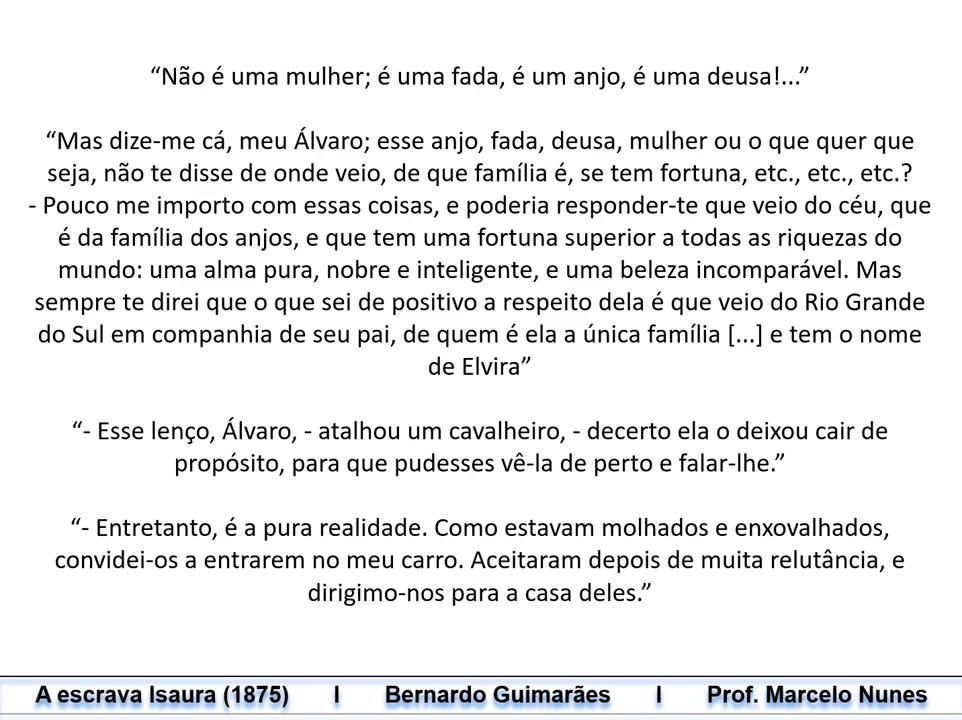 “Não é uma mulher; é uma fada, é um anjo, é uma deusa!...”
“Mas dize-me cá, meu Álvaro; esse anjo, fada, deusa, mulher ou o que quer que
seja, não te disse de onde veio, de que família é, se tem fortuna, etc., etc., etc.?
- Pouco me importo com essas coisas, e poderia responder-te que veio do céu, que
é da família dos anjos, e que tem uma fortuna superior a todas as riquezas do
mundo: uma alma pura, nobre e inteligente, e uma beleza incomparável. Mas
sempre te direi que o que sei de positivo a respeito dela é que veio do Rio Grande
do Sul em companhia de seu pai, de quem é ela a única família [...] e tem o nome
de Elvira”
“- Esse lenço, Álvaro, - atalhou um cavalheiro, - decerto ela o deixou cair de
propósito, para que pudesses vê-la de perto e falar-lhe.”
“- Entretanto, é a pura realidade. Como estavam molhados e enxovalhados,
convidei-os a entrarem no meu carro. Aceitaram depois de muita relutância, e
dirigimo-nos para a casa deles.”
A escrava Isaura (1875) I Bernardo Guimarães I Prof. Marcelo Nunes